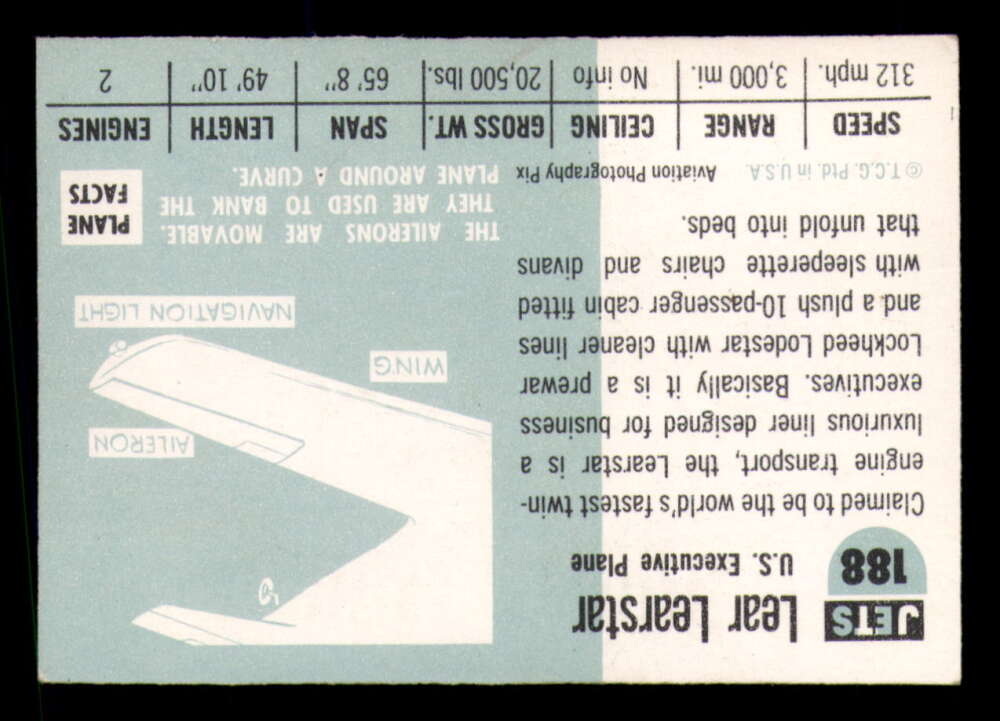 JETS
188
Lear Learstar
U.S. Executive Plane
Claimed to be the world's fastest twin-
engine transport, the Learstar is a
luxurious liner designed for business
executives. Basically it is a prewar
Lockheed Lodestar with cleaner lines
and a plush 10-passenger cabin fitted
with sleeperette chairs and divans
that unfold into beds.
© T.C.G. Ptd. in U.S.A Aviation Photography Pix
AILERON
WING
NAVIGATION LIGHT
PLANE
FACTS
THE AILERONS ARE MOVABLE.
THEY ARE USED TO BANK THE
PLANE AROUND A CURVE.
SPEED RANGE CEILING GROSS WT. SPAN LENGTH ENGINES
312 mph. 3,000 mi. No info 20,500 lbs. 65' 8" 49' 10" 2